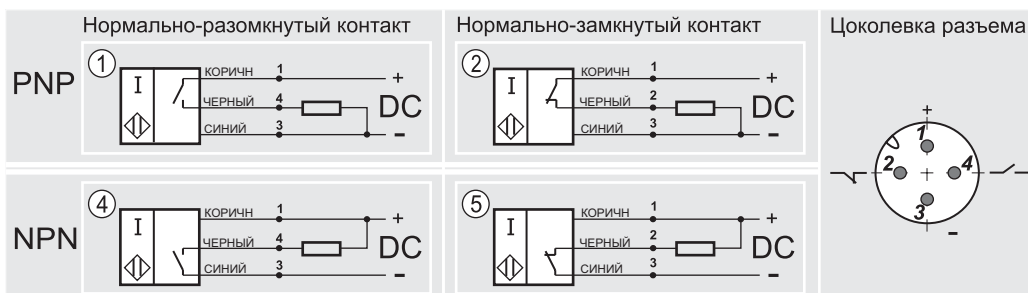 Нормально-разомкнутый контакт
Нормально-замкнутый контакт
Цоколевка разъема
PNP
1
I
КОРИЧН 1 +
ЧЕРНЫЙ 4 DC
СИНИЙ 3 -
2
I
КОРИЧН 1 +
ЧЕРНЫЙ 2 DC
СИНИЙ 3 -
NPN
4
I
КОРИЧН 1 +
ЧЕРНЫЙ 4 DC
СИНИЙ 3 -
5
I
КОРИЧН 1 +
ЧЕРНЫЙ 2 DC
СИНИЙ 3 -
+
1
2 + 4
3
-